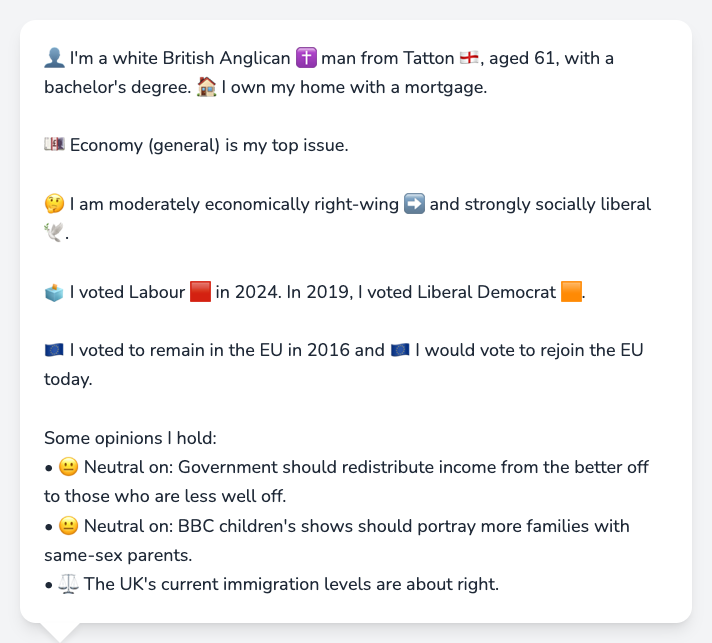 👤 I'm a white British Anglican ✝️ man from Tatton 🏴󠁧󠁢󠁥󠁮󠁧󠁿, aged 61, with a
bachelor's degree. 🏠 I own my home with a mortgage.
💷 Economy (general) is my top issue.
🤔 I am moderately economically right-wing ➡️ and strongly socially liberal
🕊️.
🗳️ I voted Labour 🟥 in 2024. In 2019, I voted Liberal Democrat 🟧.
🇪🇺 I voted to remain in the EU in 2016 and 🇪🇺 I would vote to rejoin the EU
today.
Some opinions I hold:
• 😐 Neutral on: Government should redistribute income from the better off
to those who are less well off.
• 😐 Neutral on: BBC children's shows should portray more families with
same-sex parents.
• ⚖️ The UK's current immigration levels are about right.